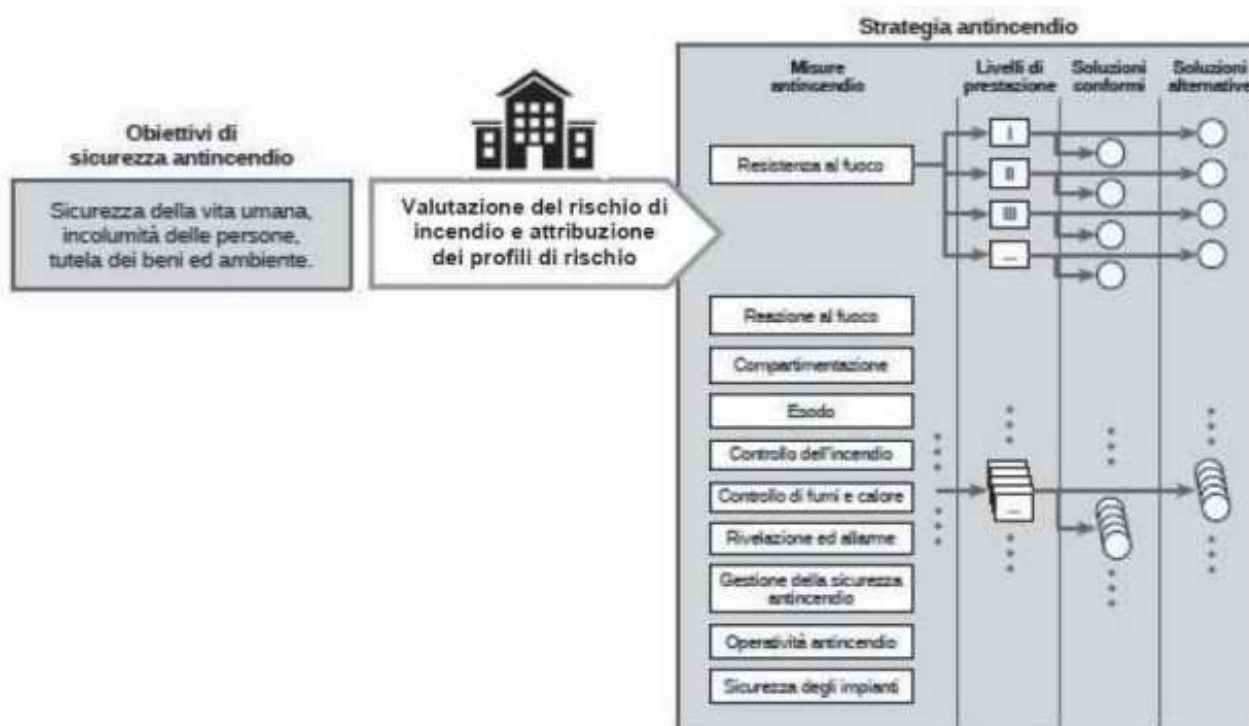 Strategia antincendio
Obiettivi di
sicurezza antincendio
Sicurezza della vita umana,
incolumità delle persone,
tutela dei beni ed ambiente.
Valutazione del rischio di
incendio e attribuzione
dei profili di rischio
Misure
antincendio
Livelli di
prestazione
Soluzioni
conformi
Soluzioni
alternative
Resistenza al fuoco
I
II
III
...
Reazione al fuoco
Compartimentazione
Esodo
Controllo dell'incendio
Controllo di fumi e calore
Rivelazione ed allarme
Gestione della sicurezza
antincendio
Operatività antincendio
Sicurezza degli impianti
...